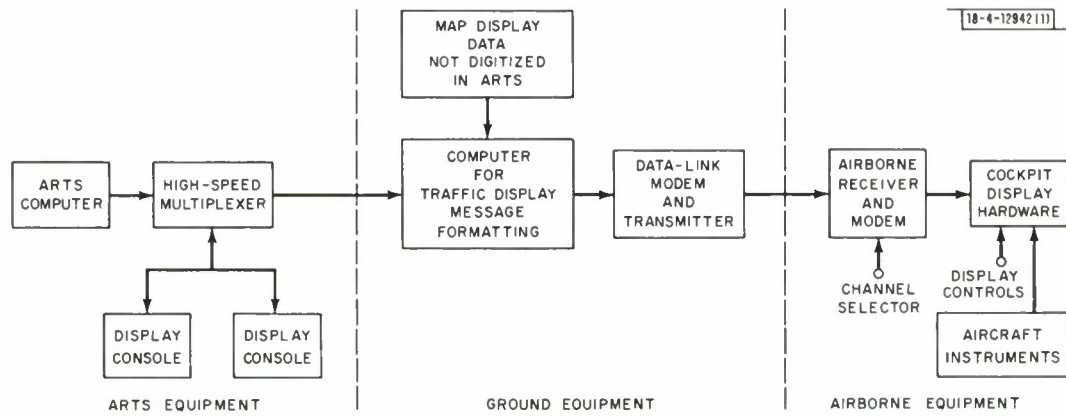 18-4-12942(1)
MAP DISPLAY
DATA
NOT DIGITIZED
IN ARTS
ARTS
COMPUTER
HIGH-SPEED
MULTIPLEXER
COMPUTER
FOR
TRAFFIC DISPLAY
MESSAGE
FORMATTING
DATA-LINK
MODEM
AND
TRANSMITTER
AIRBORNE
RECEIVER
AND
MODEM
COCKPIT
DISPLAY
HARDWARE
CHANNEL
SELECTOR
DISPLAY
CONTROLS
DISPLAY
CONSOLE
DISPLAY
CONSOLE
AIRCRAFT
INSTRUMENTS
ARTS EQUIPMENT
GROUND EQUIPMENT
AIRBORNE EQUIPMENT